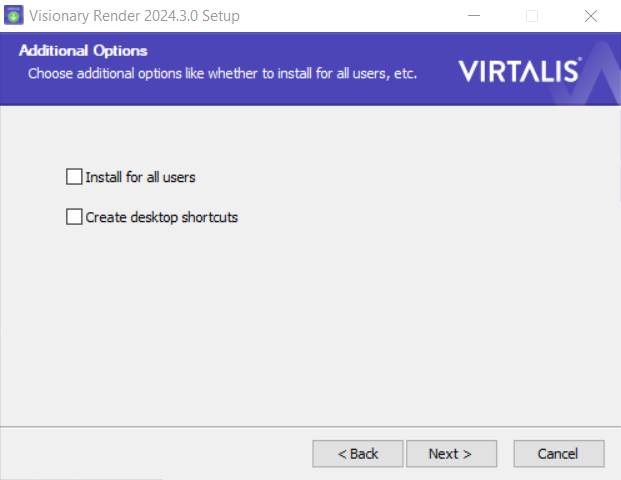 Visionary Render 2024.3.0 Setup
Additional Options
Choose additional options like whether to install for all users, etc.
VIRTALIS®
Install for all users
Create desktop shortcuts
< Back
Next >
Cancel